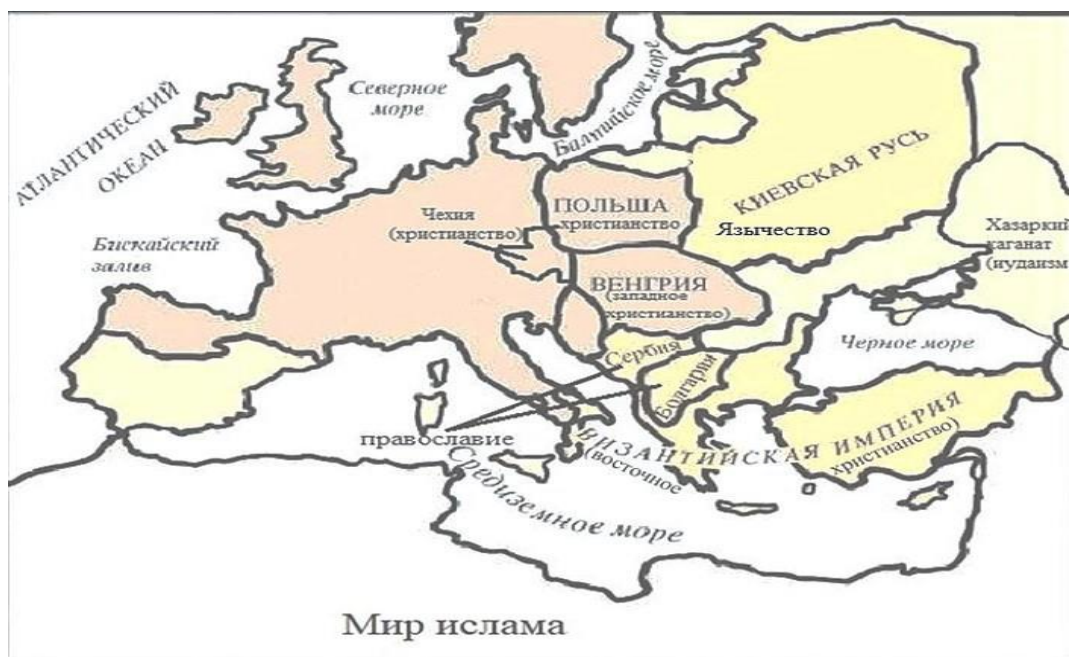 АТЛАНТИЧЕСКИЙ
ОКЕАН
Северное
море
Балтийское море
КИЕВСКАЯ РУСЬ
Язычество
ПОЛЬША
христианство
Чехия
(христианство)
Бискайский
залив
Хазаркий
каганат
(иудаизм
ВЕНГРИЯ
(западное
христианство)
Сербия
Болгария
Черное море
православие
ВИЗАНТИЙСКАЯ ИМПЕРИЯ
(восточное
христианство)
Средиземное море
Мир ислама